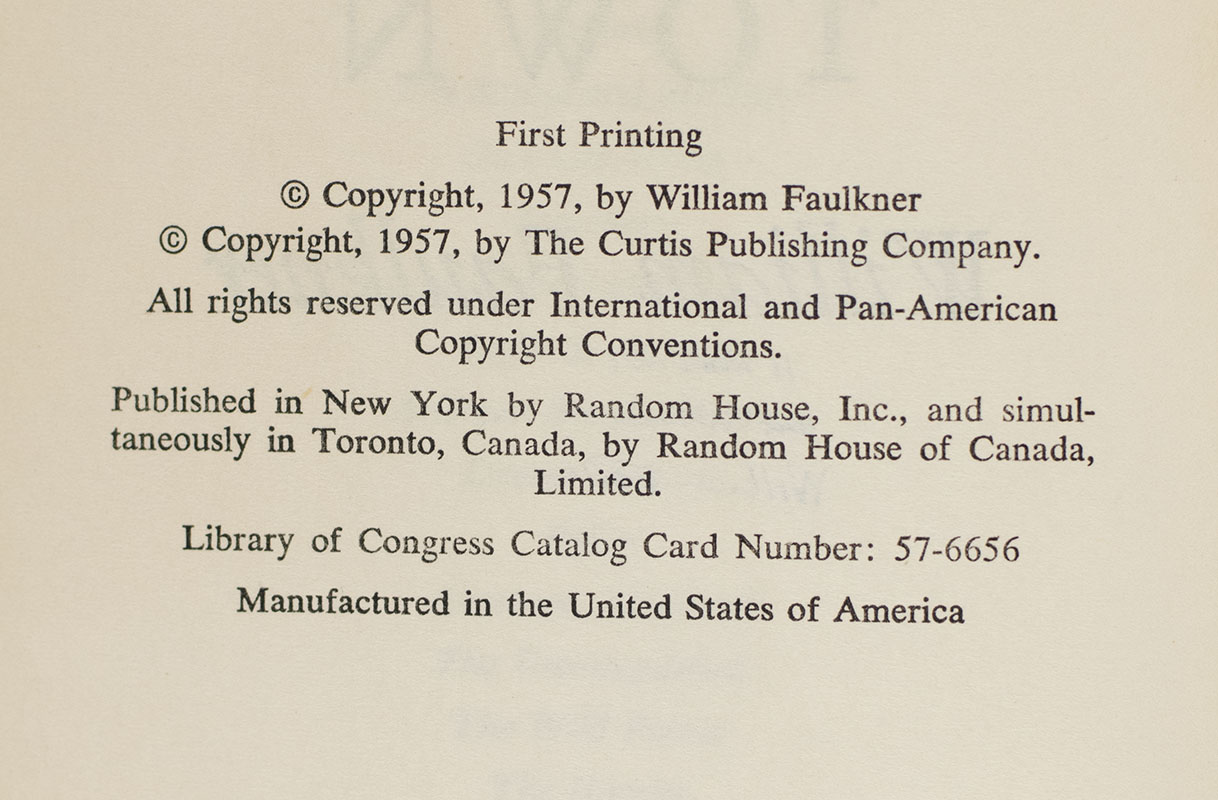 First Printing
© Copyright, 1957, by William Faulkner
© Copyright, 1957, by The Curtis Publishing Company.
All rights reserved under International and Pan-American
Copyright Conventions.
Published in New York by Random House, Inc., and simul-
taneously in Toronto, Canada, by Random House of Canada,
Limited.
Library of Congress Catalog Card Number: 57-6656
Manufactured in the United States of America